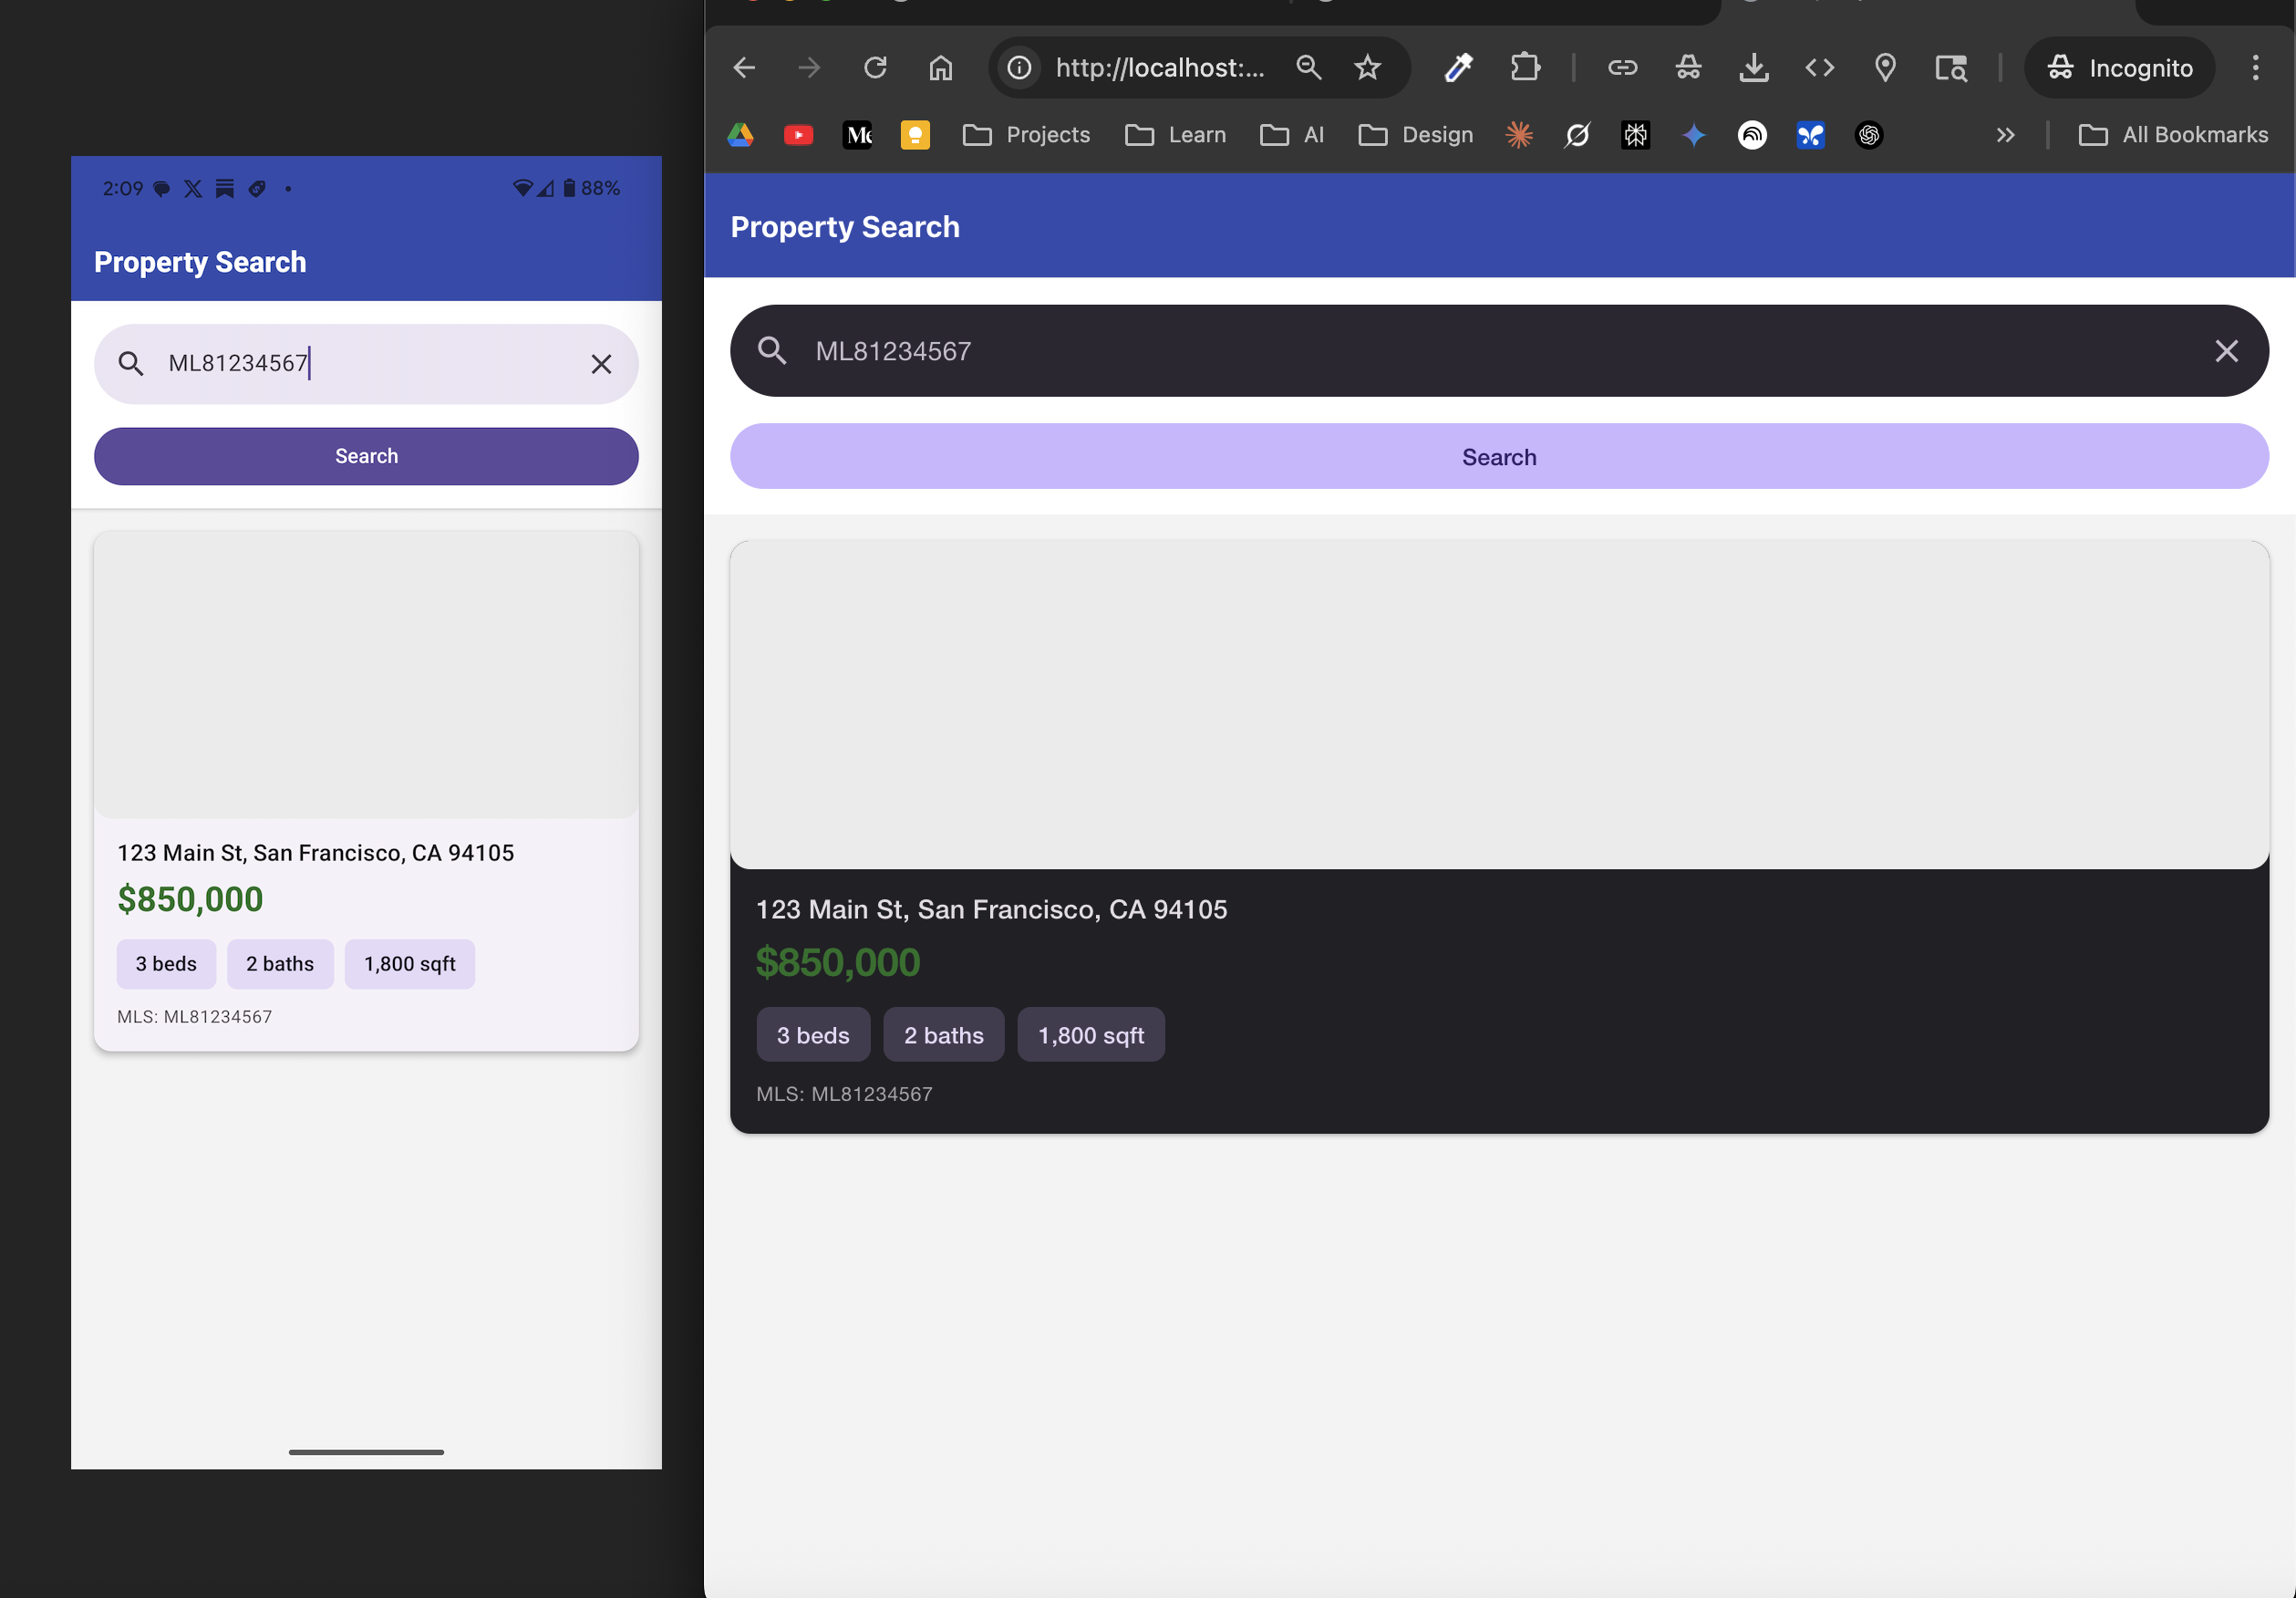 2:09
88%
Property Search
ML81234567
Search
123 Main St, San Francisco, CA 94105
$850,000
3 beds
2 baths
1,800 sqft
MLS: ML81234567
http://localhost:...
Incognito
Projects
Learn
AI
Design
All Bookmarks
Property Search
ML81234567
Search
123 Main St, San Francisco, CA 94105
$850,000
3 beds
2 baths
1,800 sqft
MLS: ML81234567